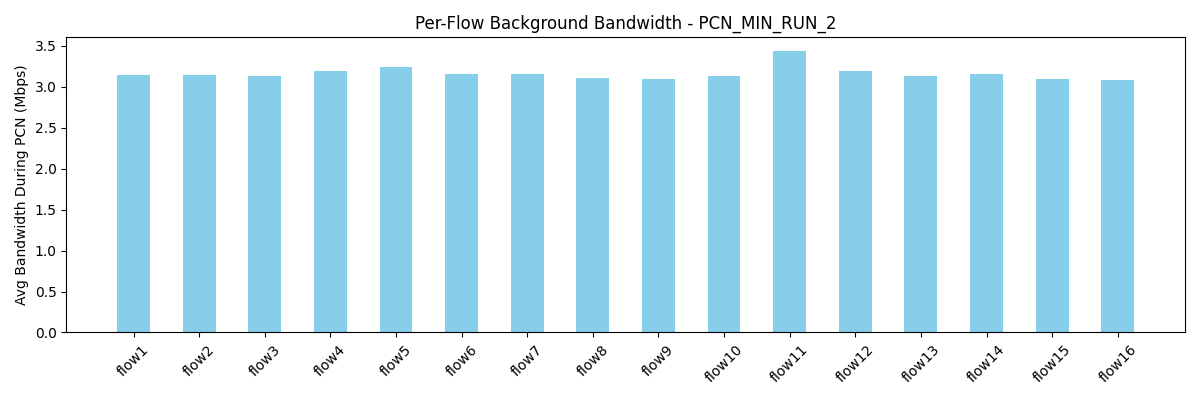 Per-Flow Background Bandwidth - PCN_MIN_RUN_2
Avg Bandwidth During PCN (Mbps)
3.5
3.0
2.5
2.0
1.5
1.0
0.5
0.0
flow1
flow2
flow3
flow4
flow5
flow6
flow7
flow8
flow9
flow10
flow11
flow12
flow13
flow14
flow15
flow16